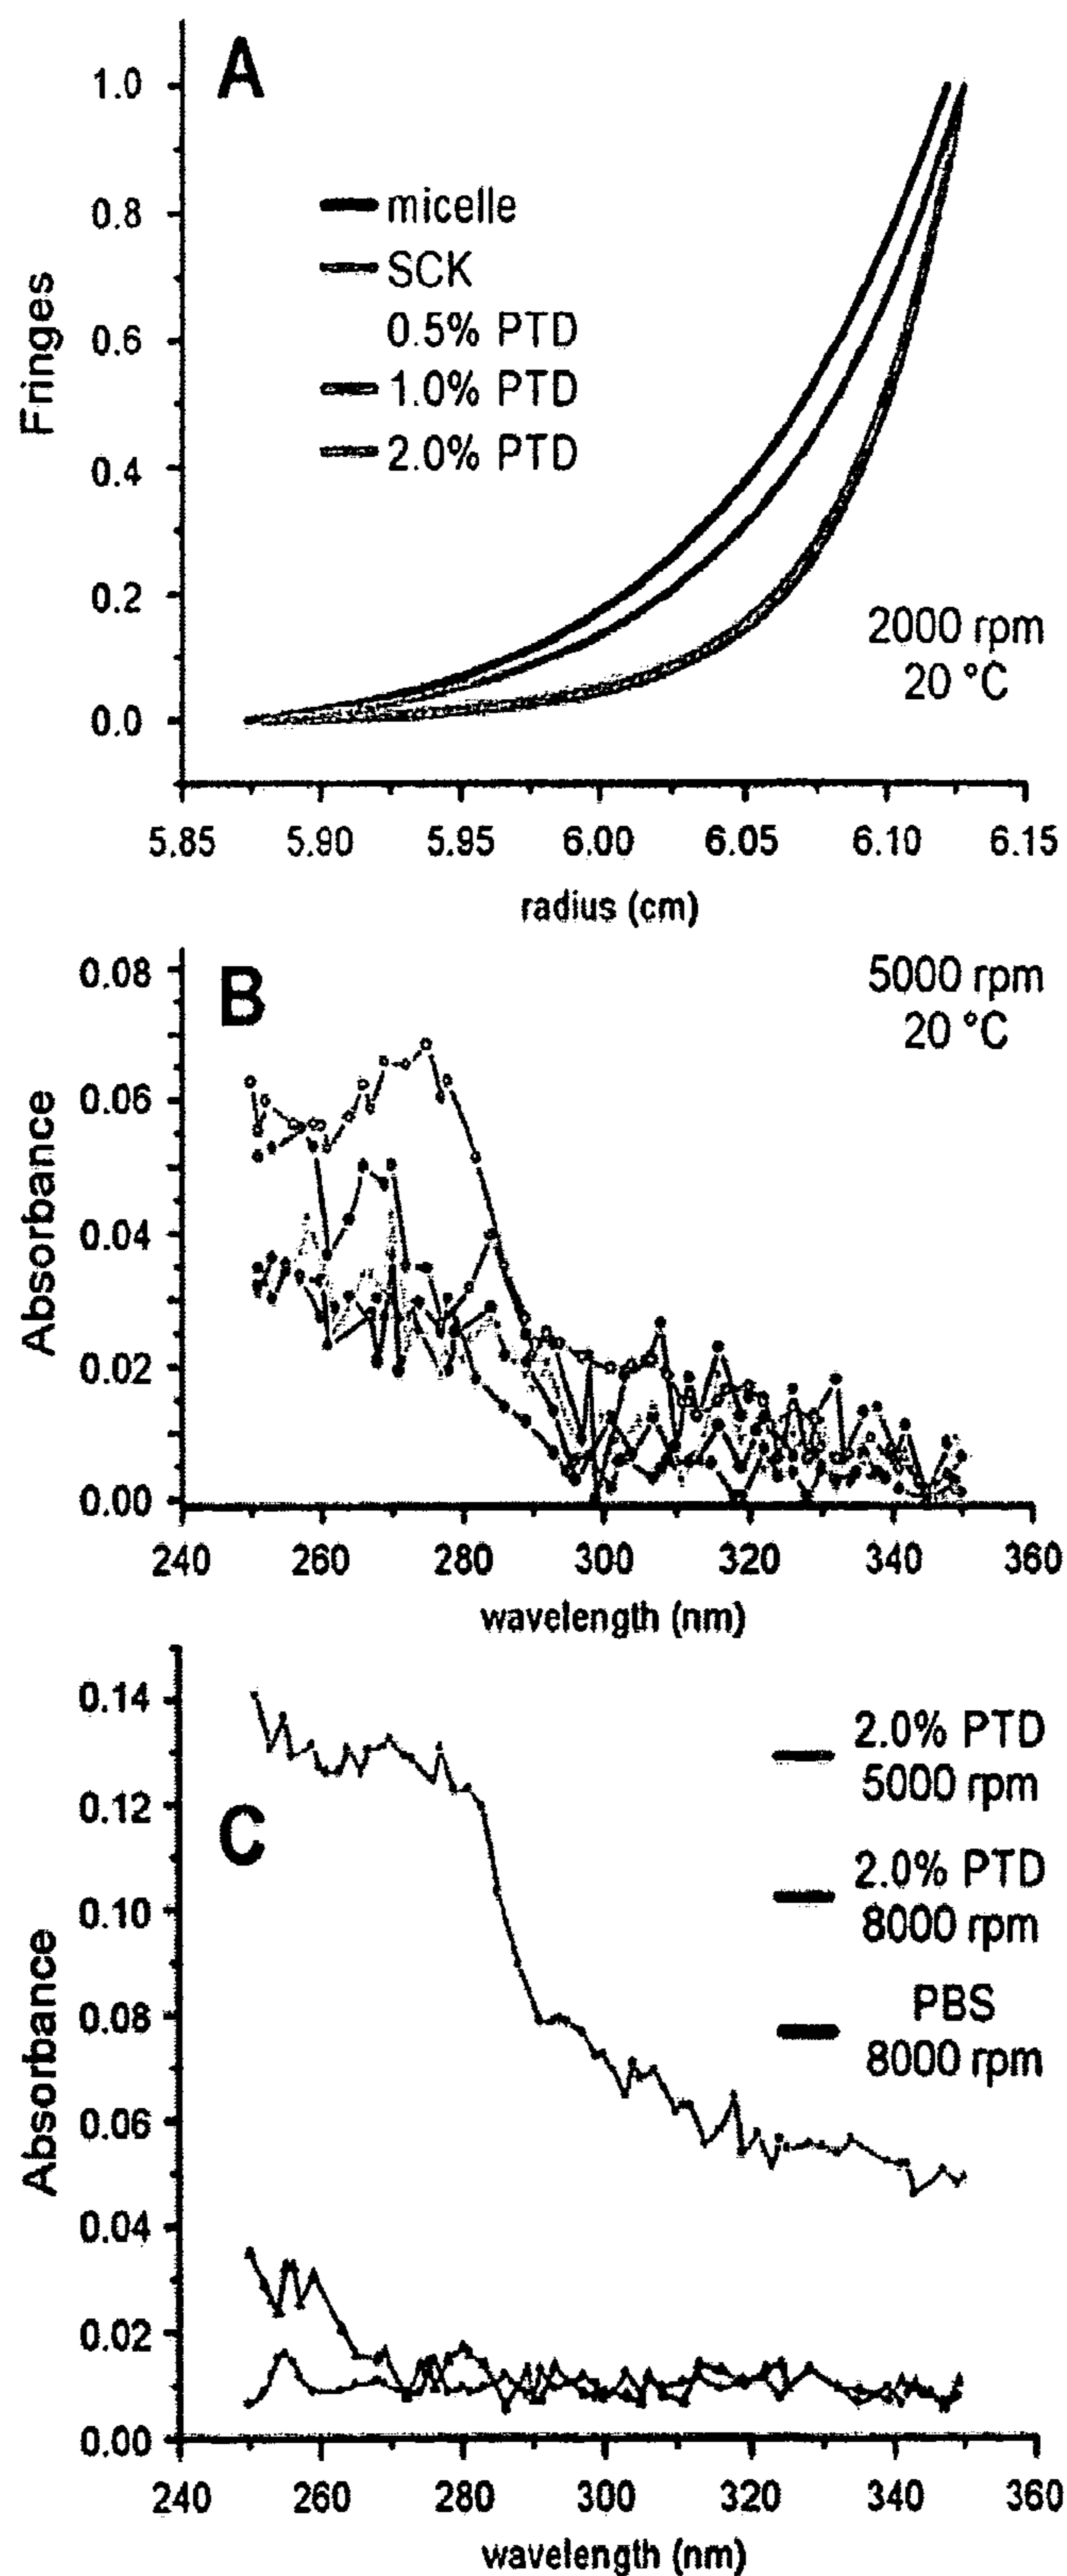 A
1.0
0.8
0.6
0.4
0.2
0.0
Fringes
micelle
SCK
0.5% PTD
1.0% PTD
2.0% PTD
2000 rpm
20 °C
5.85 5.90 5.95 6.00 6.05 6.10 6.15
radius (cm)
B
5000 rpm
20 °C
0.08
0.06
0.04
0.02
0.00
Absorbance
240 260 280 300 320 340 360
wavelength (nm)
C
0.14
0.12
0.10
0.08
0.06
0.04
0.02
0.00
Absorbance
2.0% PTD
5000 rpm
2.0% PTD
8000 rpm
PBS
8000 rpm
240 260 280 300 320 340 360
wavelength (nm)